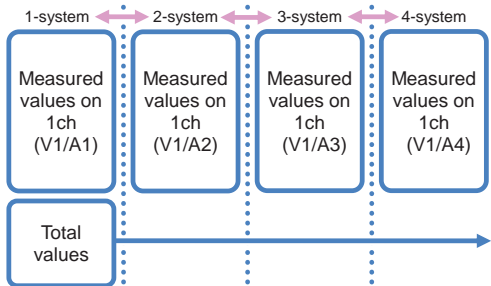 1-system 2-system 3-system 4-system
Measured
values on
1ch
(V1/A1)
Measured
values on
1ch
(V1/A2)
Measured
values on
1ch
(V1/A3)
Measured
values on
1ch
(V1/A4)
Total
values